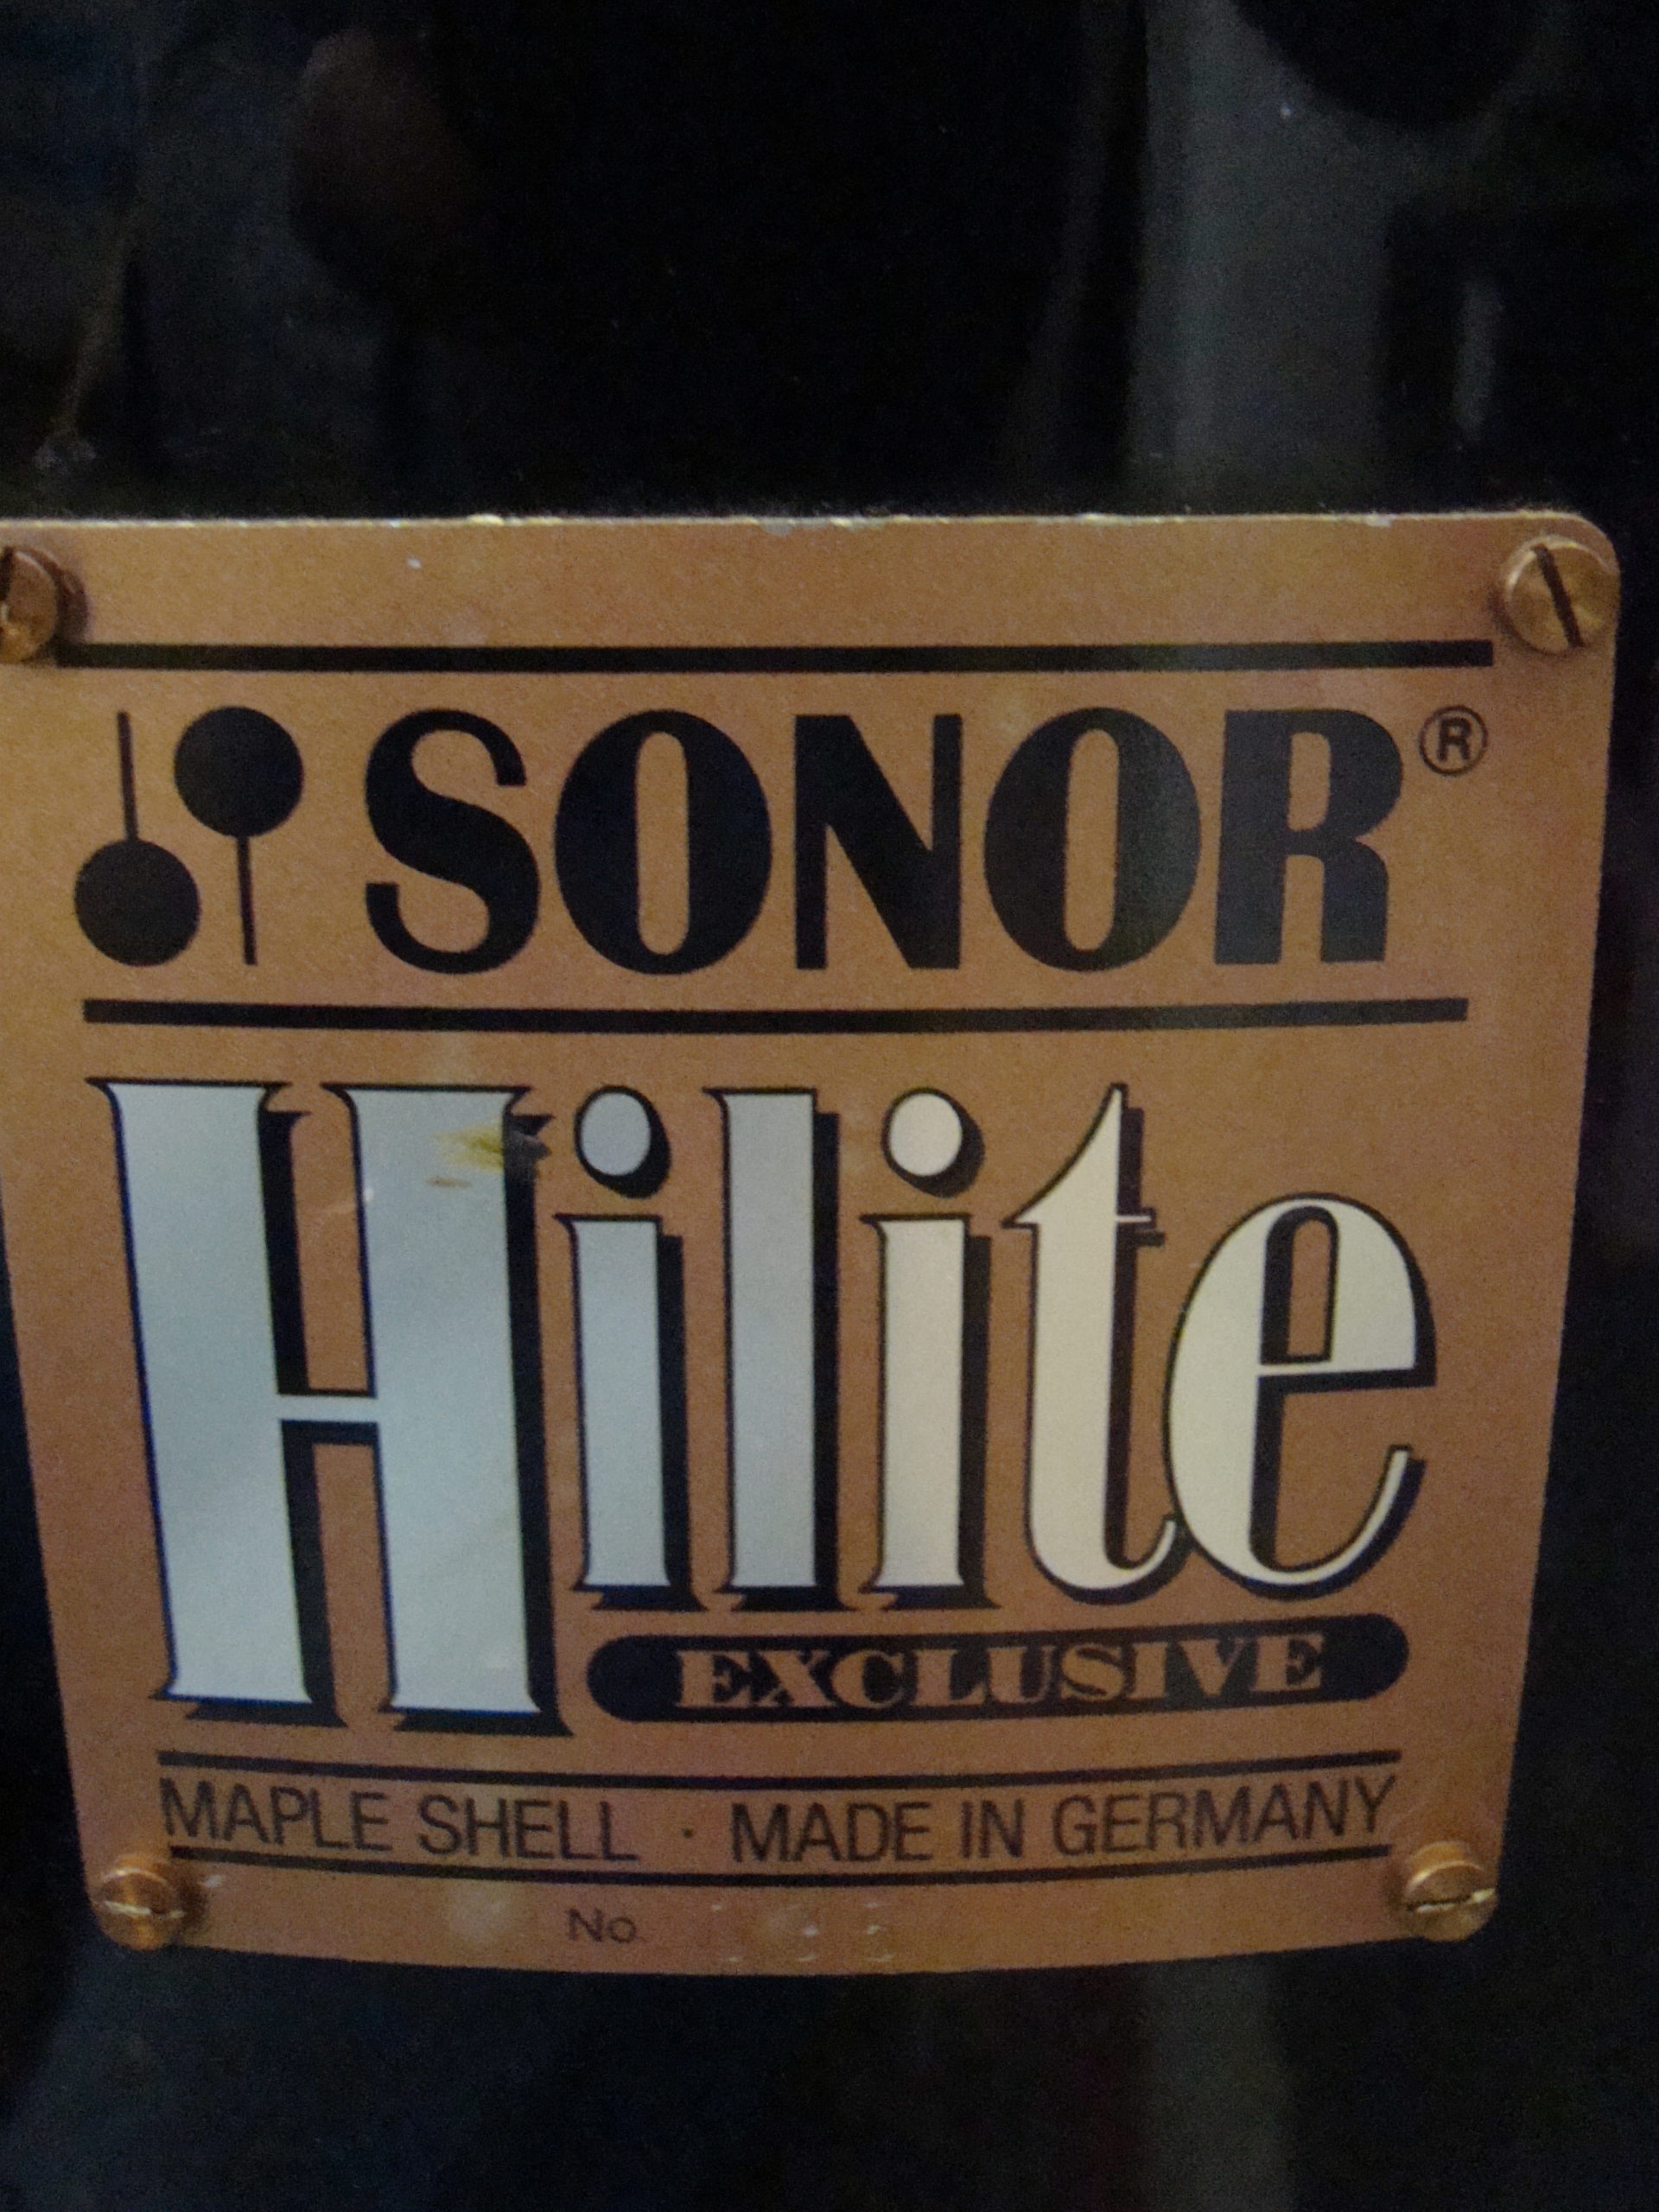 SONOR®
Hilite
EXCLUSIVE
MAPLE SHELL · MADE IN GERMANY
No